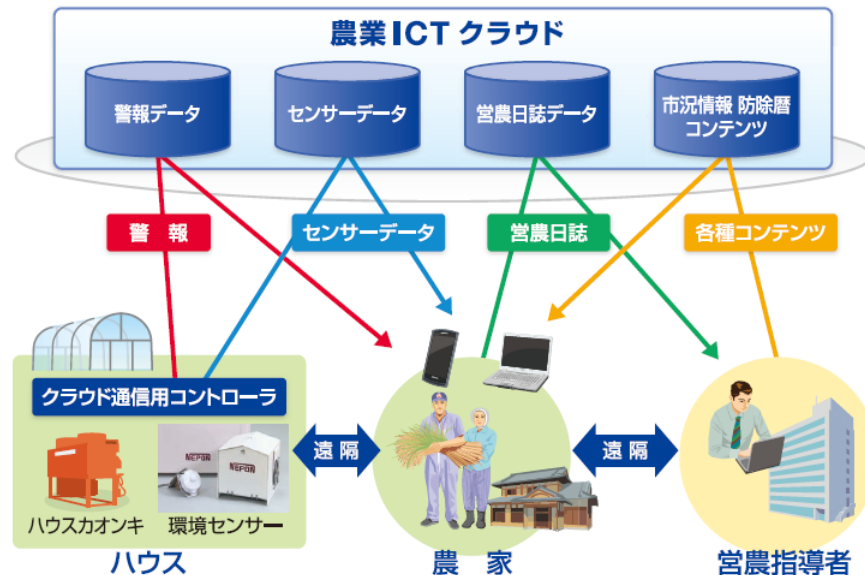 農業ICTクラウド
警報データ
センサーデータ
営農日誌データ
市況情報 防除暦
コンテンツ
警 報
センサーデータ
営農日誌
各種コンテンツ
クラウド通信用コントローラ
遠 隔
遠 隔
NEPON
NEPON
ハウスカオンキ
環境センサー
ハウス
農 家
営農指導者